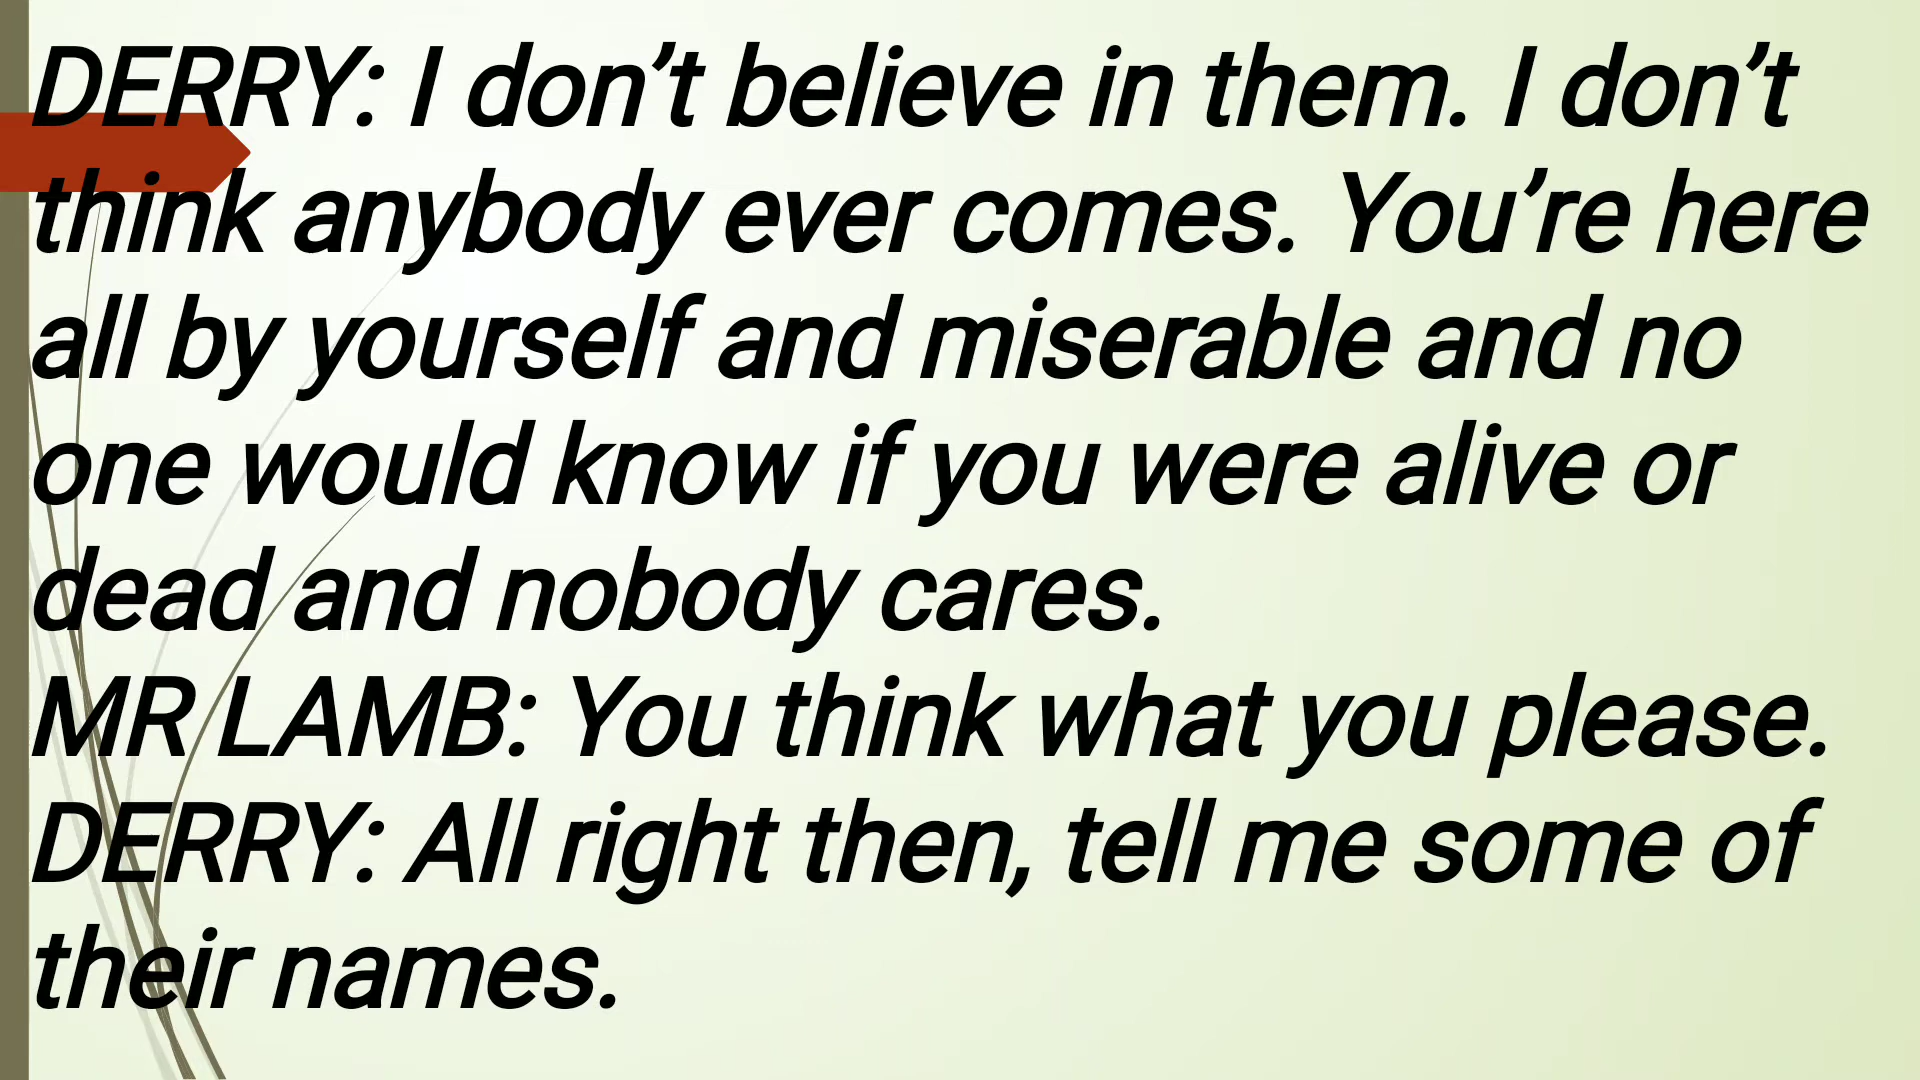 DERRY: I don’t believe in them. I don’t
think anybody ever comes. You’re here
all by yourself and miserable and no
one would know if you were alive or
dead and nobody cares.
MR LAMB: You think what you please.
DERRY: All right then, tell me some of
their names.